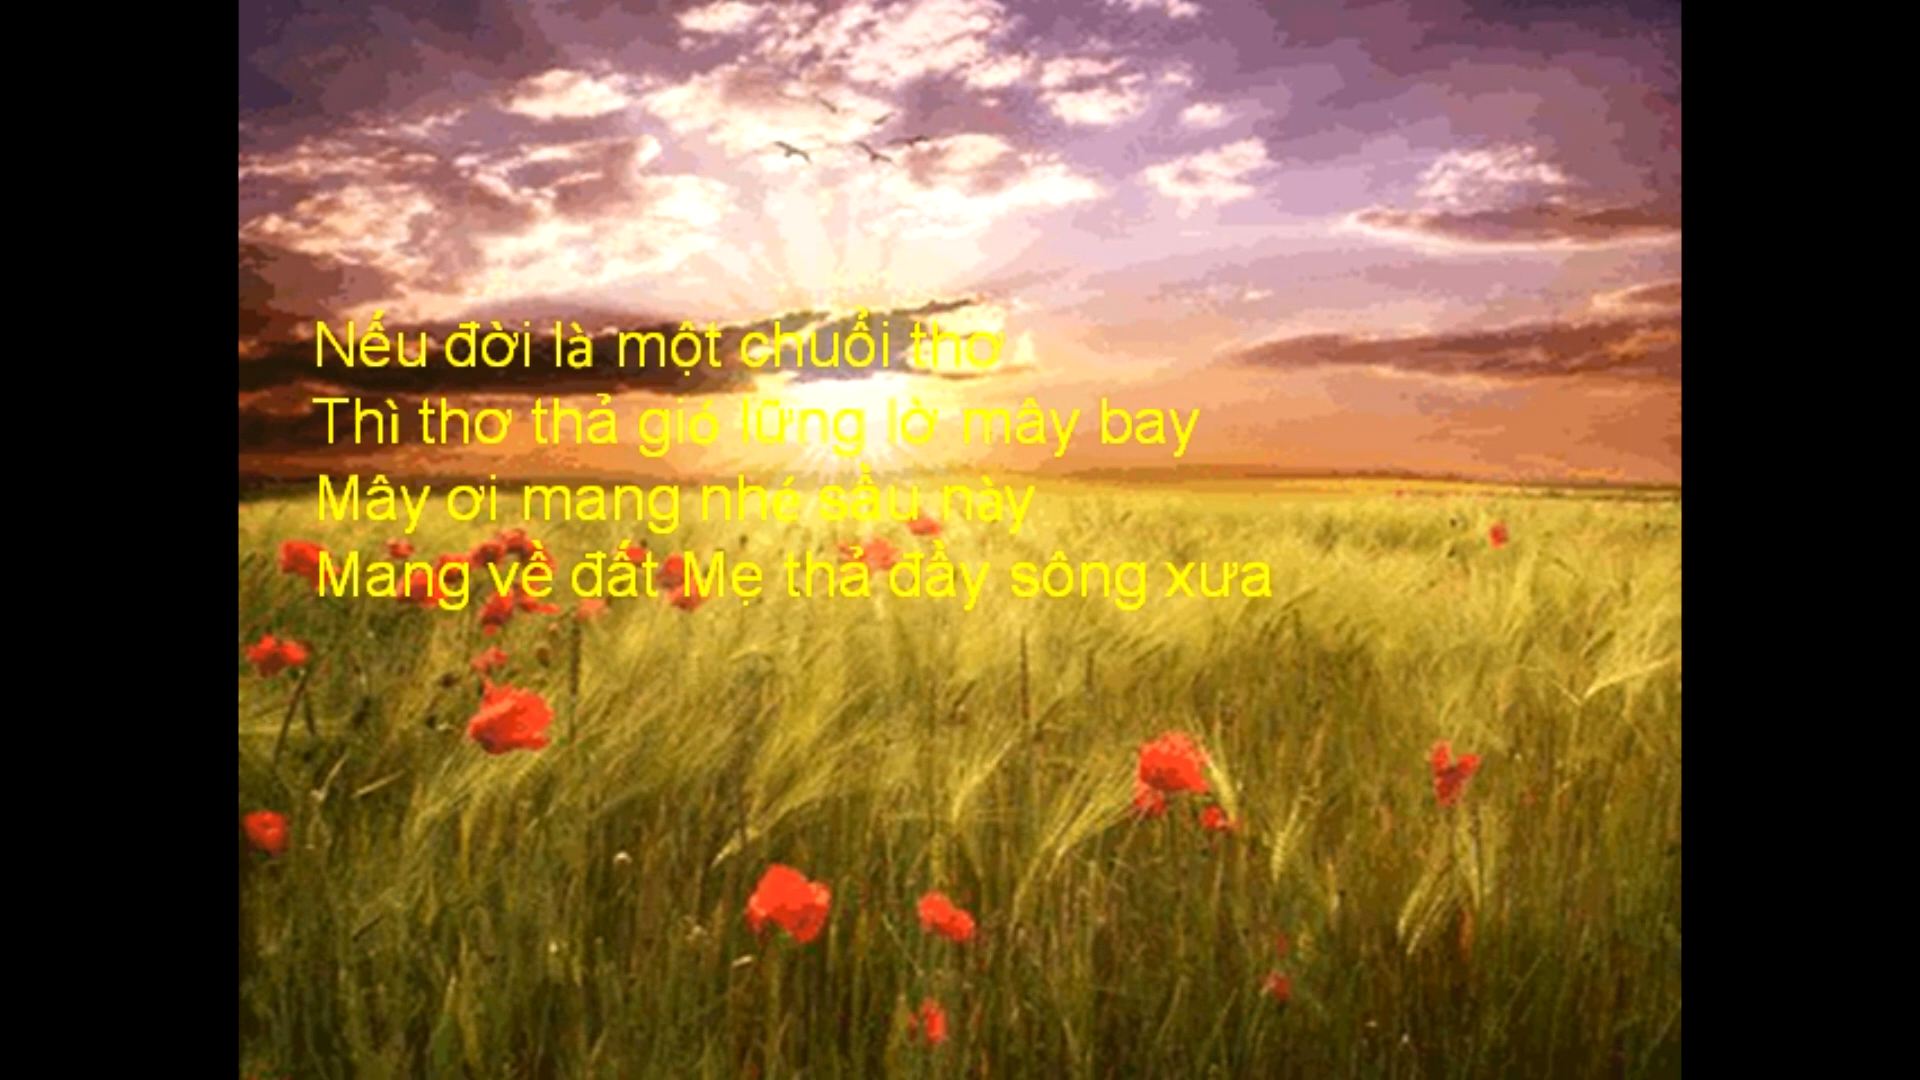 Nếu đời là một chuổi thơ
Thì thơ thả gió lững lờ mây bay
Mây ơi mang nhé sầu này
Mang về đất Mẹ thả đầy sông xưa